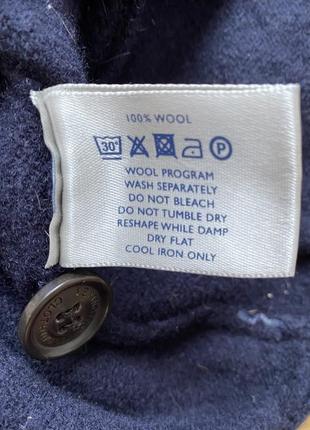 100% WOOL
30° P
WOOL PROGRAM
WASH SEPARATELY
DO NOT BLEACH
DO NOT TUMBLE DRY
RESHAPE WHILE DAMP
DRY FLAT
COOL IRON ONLY